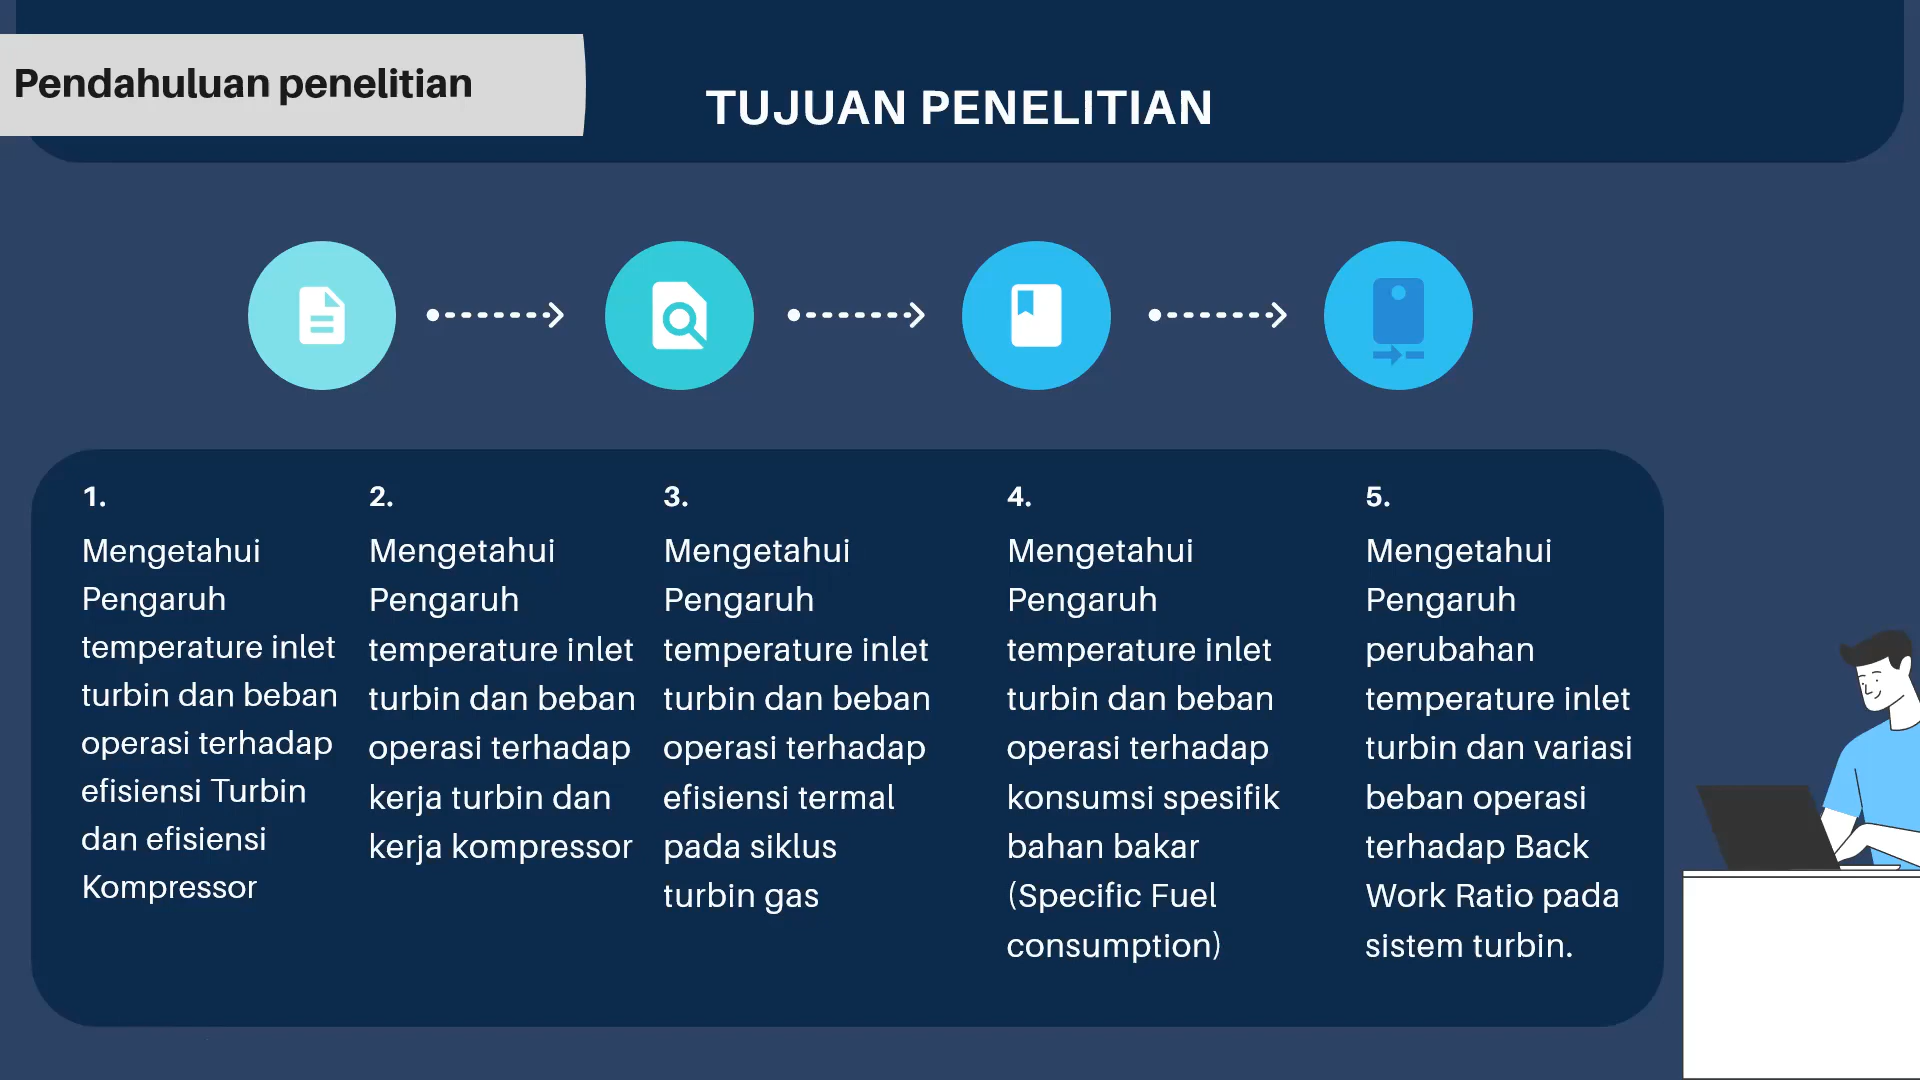 Pendahuluan penelitian
TUJUAN PENELITIAN
1.
Mengetahui
Pengaruh
temperature inlet
turbin dan beban
operasi terhadap
efisiensi Turbin
dan efisiensi
Kompressor
2.
Mengetahui
Pengaruh
temperature inlet
turbin dan beban
operasi terhadap
kerja turbin dan
kerja kompressor
3.
Mengetahui
Pengaruh
temperature inlet
turbin dan beban
operasi terhadap
efisiensi termal
pada siklus
turbin gas
4.
Mengetahui
Pengaruh
temperature inlet
turbin dan beban
operasi terhadap
konsumsi spesifik
bahan bakar
(Specific Fuel
consumption)
5.
Mengetahui
Pengaruh
perubahan
temperature inlet
turbin dan variasi
beban operasi
terhadap Back
Work Ratio pada
sistem turbin.